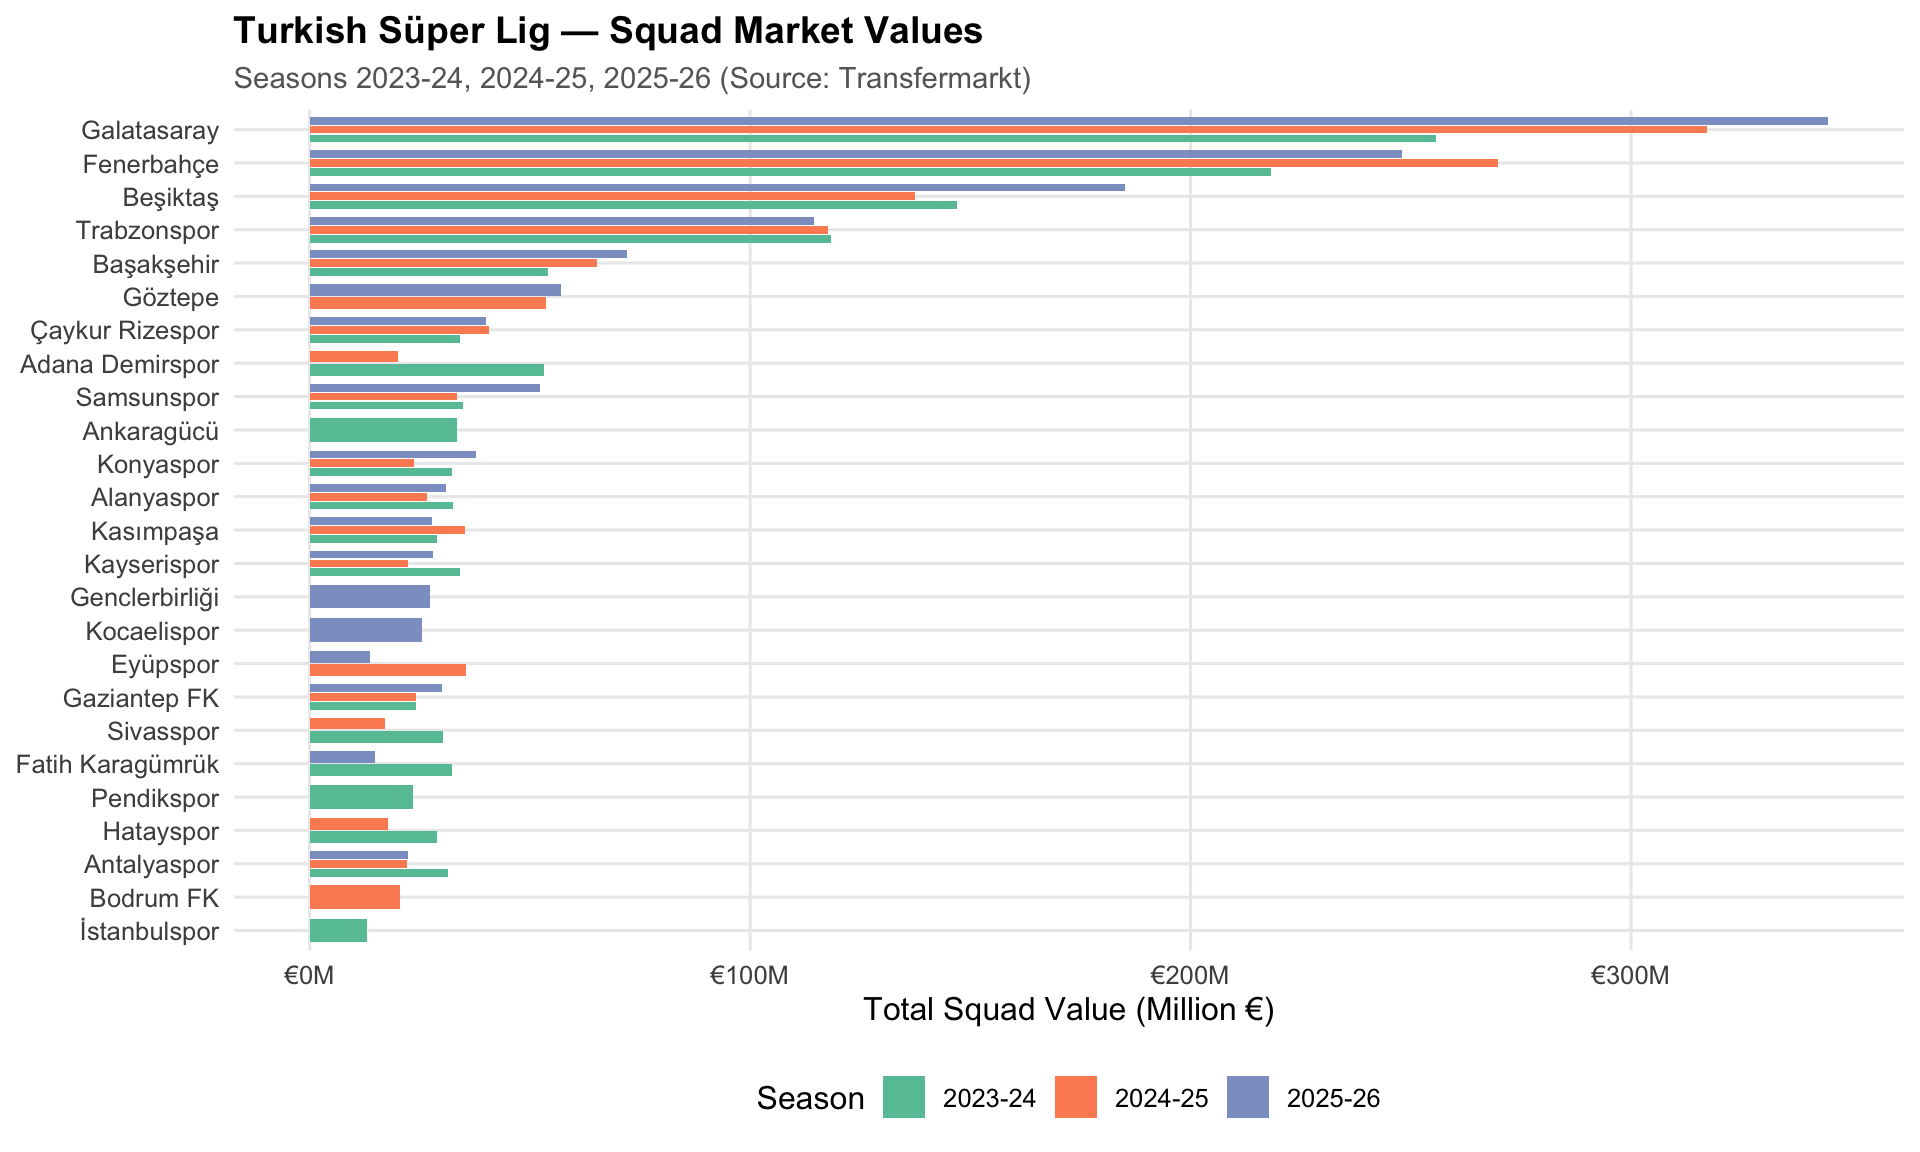 Turkish Süper Lig — Squad Market Values
Seasons 2023-24, 2024-25, 2025-26 (Source: Transfermarkt)
Galatasaray
Fenerbahçe
Beşiktaş
Trabzonspor
Başakşehir
Göztepe
Çaykur Rizespor
Adana Demirspor
Samsunspor
Ankaragücü
Konyaspor
Alanyaspor
Kasımpaşa
Kayserispor
Genclerbirliği
Kocaelispor
Eyüpspor
Gaziantep FK
Sivasspor
Fatih Karagümrük
Pendikspor
Hatayspor
Antalyaspor
Bodrum FK
İstanbulspor
€0M €100M €200M €300M
Total Squad Value (Million €)
Season 2023-24 2024-25 2025-26